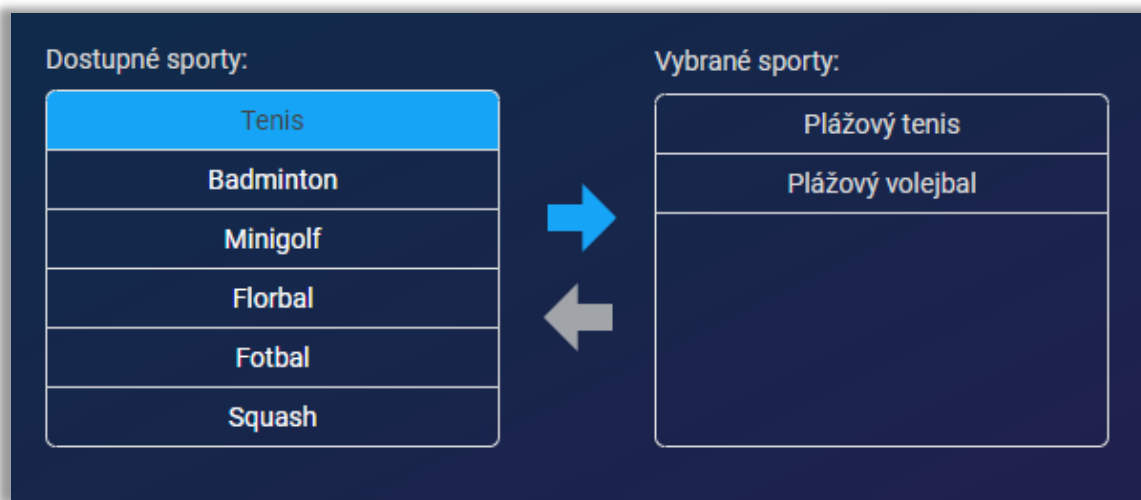 Dostupné sporty:
Tenis
Badminton
Minigolf
Florbal
Fotbal
Squash
Vybrané sporty:
Plážový tenis
Plážový volejbal